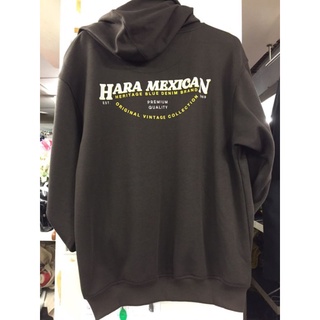 HARA MEXICAN
HERITAGE BLUE DENIM BRAND
EST
PREMIUM
QUALITY
ORIGINAL VINTAGE COLLECTION